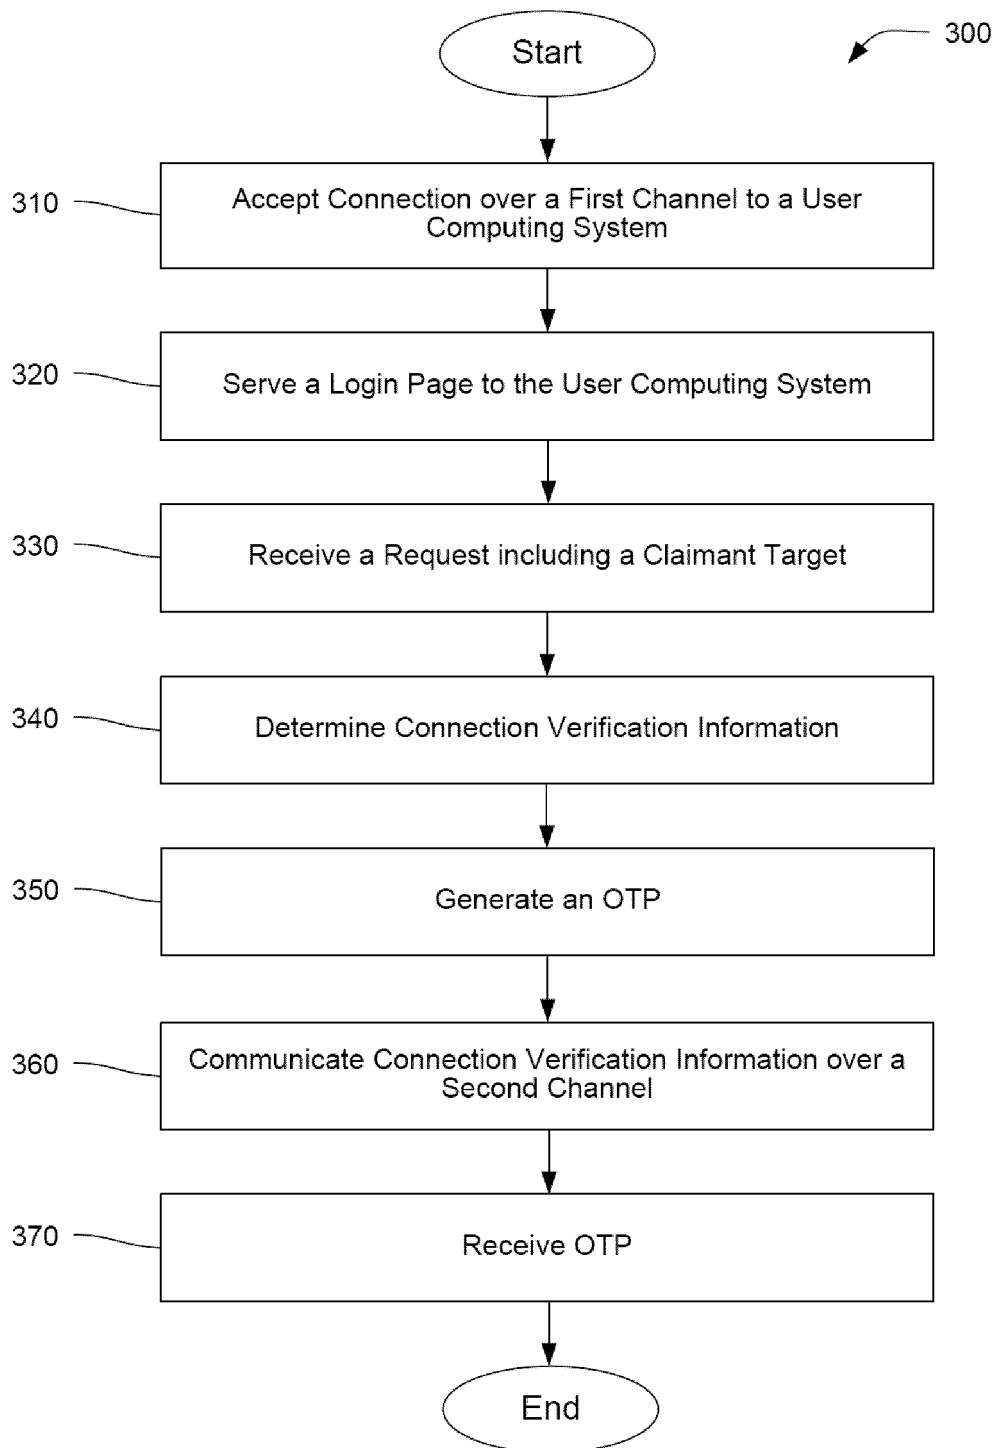 Start
300
310
Accept Connection over a First Channel to a User
Computing System
320
Serve a Login Page to the User Computing System
330
Receive a Request including a Claimant Target
340
Determine Connection Verification Information
350
Generate an OTP
360
Communicate Connection Verification Information over a
Second Channel
370
Receive OTP
End